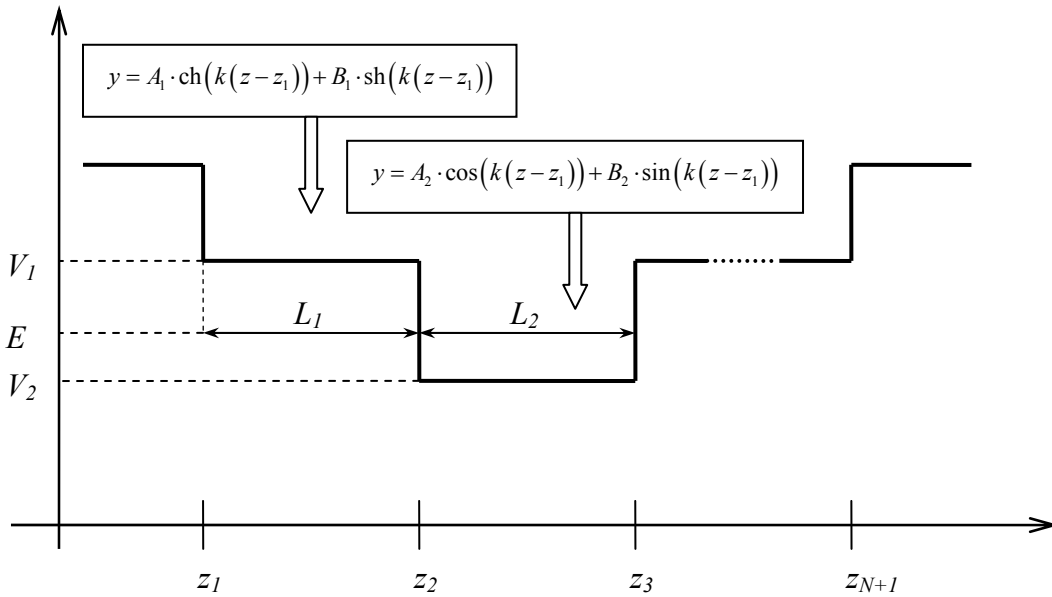 y = A₁ · ch(k(z − z₁)) + B₁ · sh(k(z − z₁))
y = A₂ · cos(k(z − z₁)) + B₂ · sin(k(z − z₁))
V₁
L₁ L₂
E
V₂
z₁ z₂ z₃ z_{N+1}